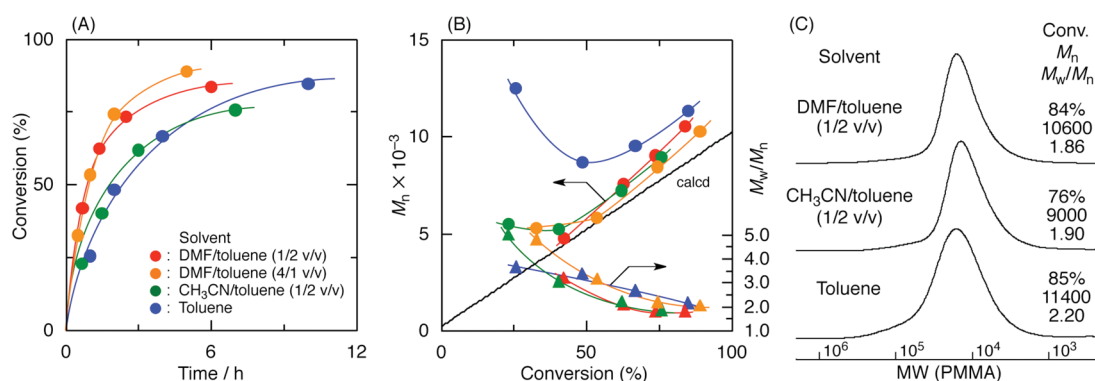 (A)
100
50
0
0
6
12
Conversion (%)
Time / h
Solvent
: DMF/toluene (1/2 v/v)
: DMF/toluene (4/1 v/v)
: CH₃CN/toluene (1/2 v/v)
: Toluene
(B)
15
10
5
0
0
50
100
Mₙ × 10⁻³
Conversion (%)
calcd
5.0
4.0
3.0
2.0
1.0
M_w/Mₙ
(C)
Solvent
Conv.
Mₙ
M_w/Mₙ
DMF/toluene
(1/2 v/v)
84%
10600
1.86
CH₃CN/toluene
(1/2 v/v)
76%
9000
1.90
Toluene
85%
11400
2.20
10⁶
10⁵
10⁴
10³
MW (PMMA)